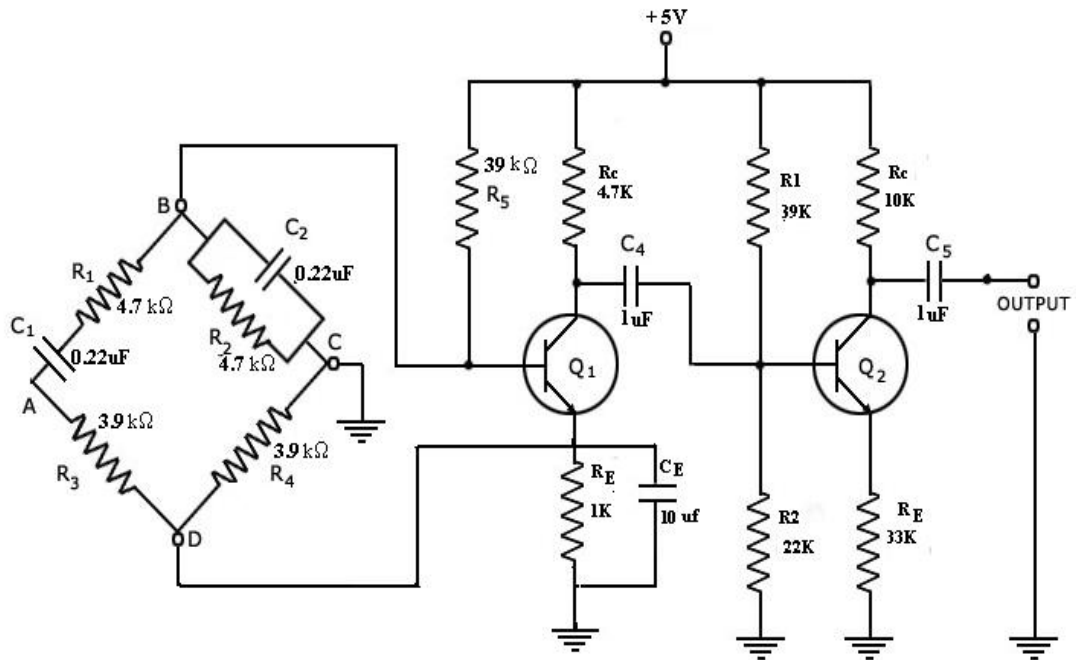 +5V
39 kΩ
R5
Rc
4.7K
R1
39K
Rc
10K
B
C2
0.22uF
R1
4.7 kΩ
C1
0.22uF
R2
4.7 kΩ
C
A
3.9 kΩ
R3
3.9 kΩ
R4
D
C4
1uF
C5
1uF
OUTPUT
Q1
Q2
RE
1K
CE
10 uf
R2
22K
RE
33K